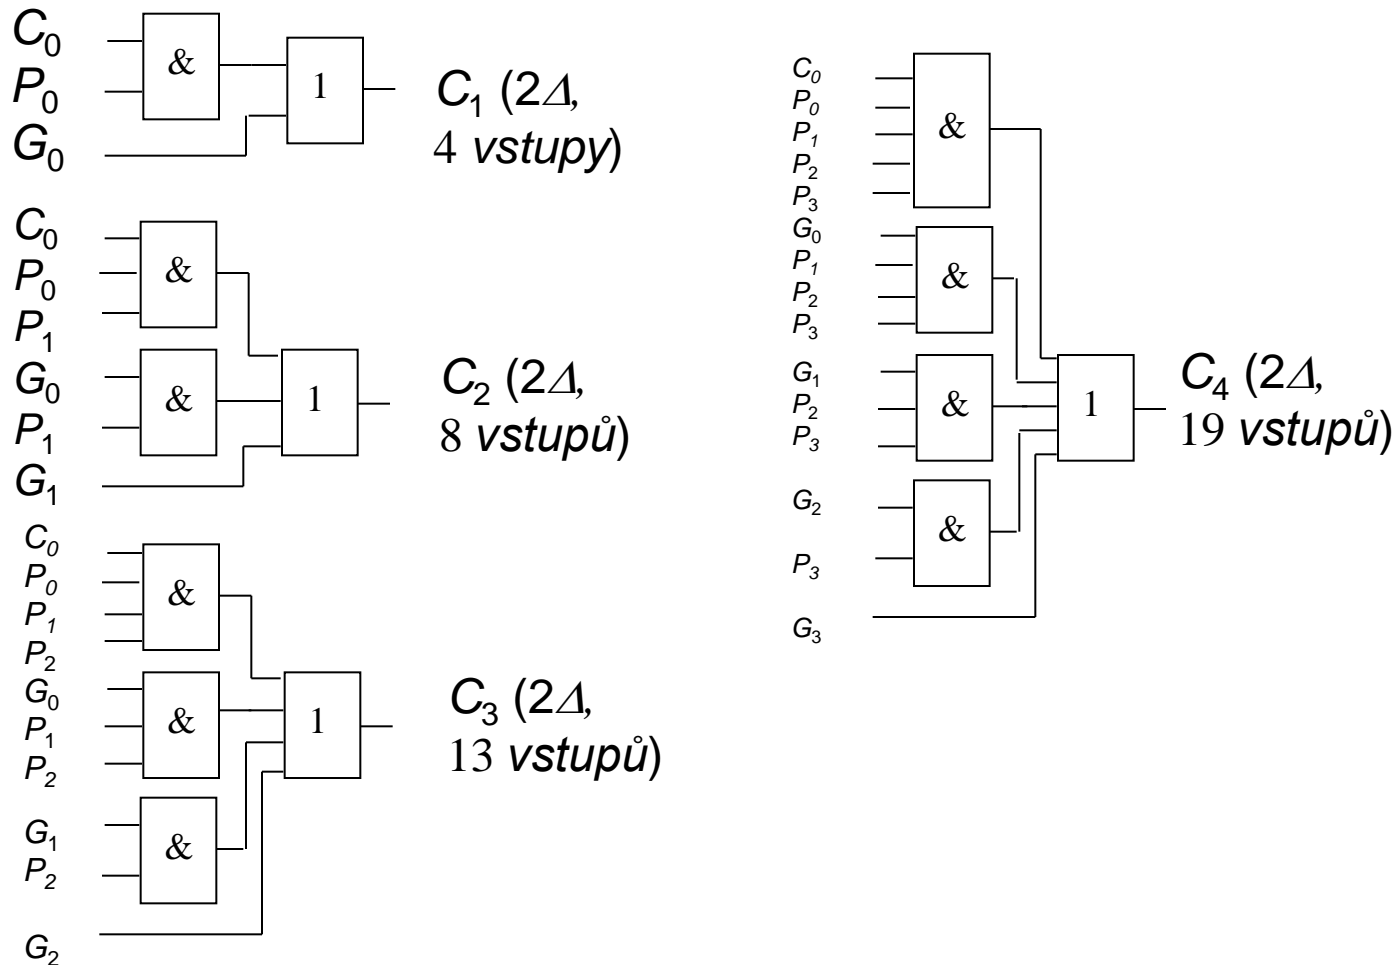 C0
P0
G0
&
1
C1 (2Δ,
4 vstupy)
C0
P0
P1
G0
P1
G1
&
&
1
C2 (2Δ,
8 vstupů)
C0
P0
P1
P2
G0
P1
P2
G1
P2
G2
&
&
&
1
C3 (2Δ,
13 vstupů)
C0
P0
P1
P2
P3
G0
P1
P2
P3
G1
P2
P3
G2
P3
G3
&
&
&
&
1
C4 (2Δ,
19 vstupů)